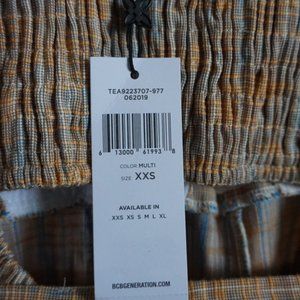 TEA9223707-977
062019
6 13000 61993 8
COLOR MULTI
SIZE XXS
AVAILABLE IN
XXS XS S M L XL
BCBGENERATION.COM